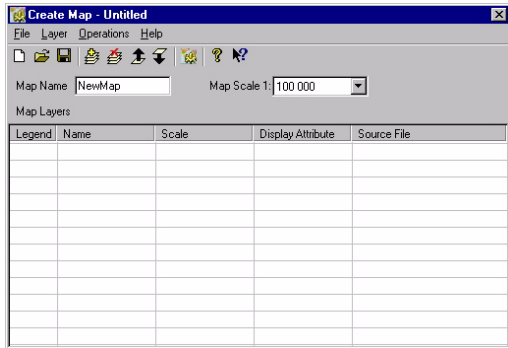 Create Map - Untitled
File Layer Operations Help
Map Name NewMap Map Scale 1: 100 000
Map Layers
Legend Name Scale Display Attribute Source File